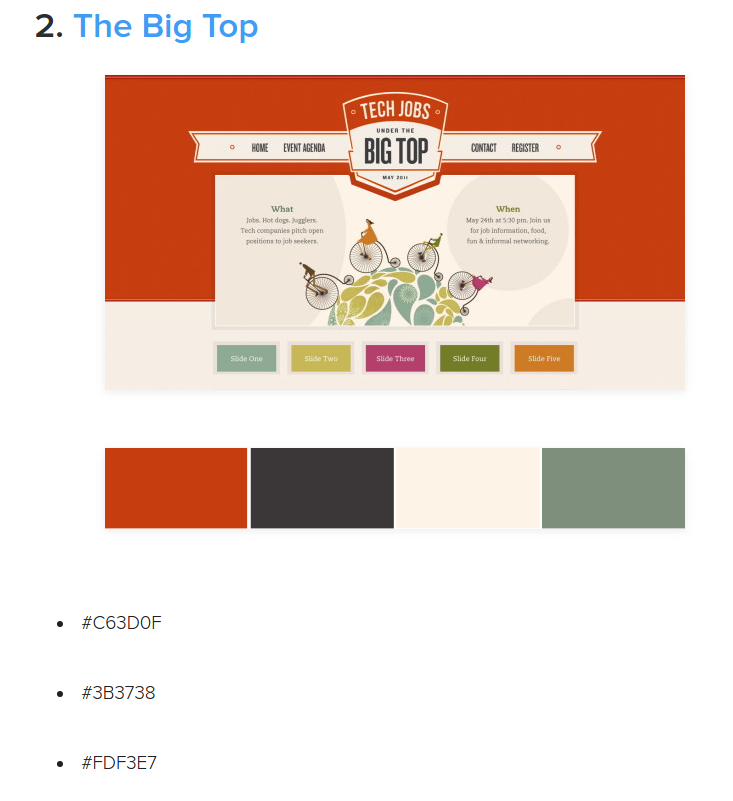 2. The Big Top
TECH JOBS
UNDER THE
BIG TOP
MAY 2011
HOME EVENT AGENDA
CONTACT REGISTER
What
Jobs. Hot dogs. Jugglers.
Tech companies pitch open
positions to job seekers.
When
May 24th at 5:30 pm. Join us
for job information, food,
fun & informal networking.
Slide One
Slide Two
Slide Three
Slide Four
Slide Five
• #C63D0F
• #3B3738
• #FDF3E7